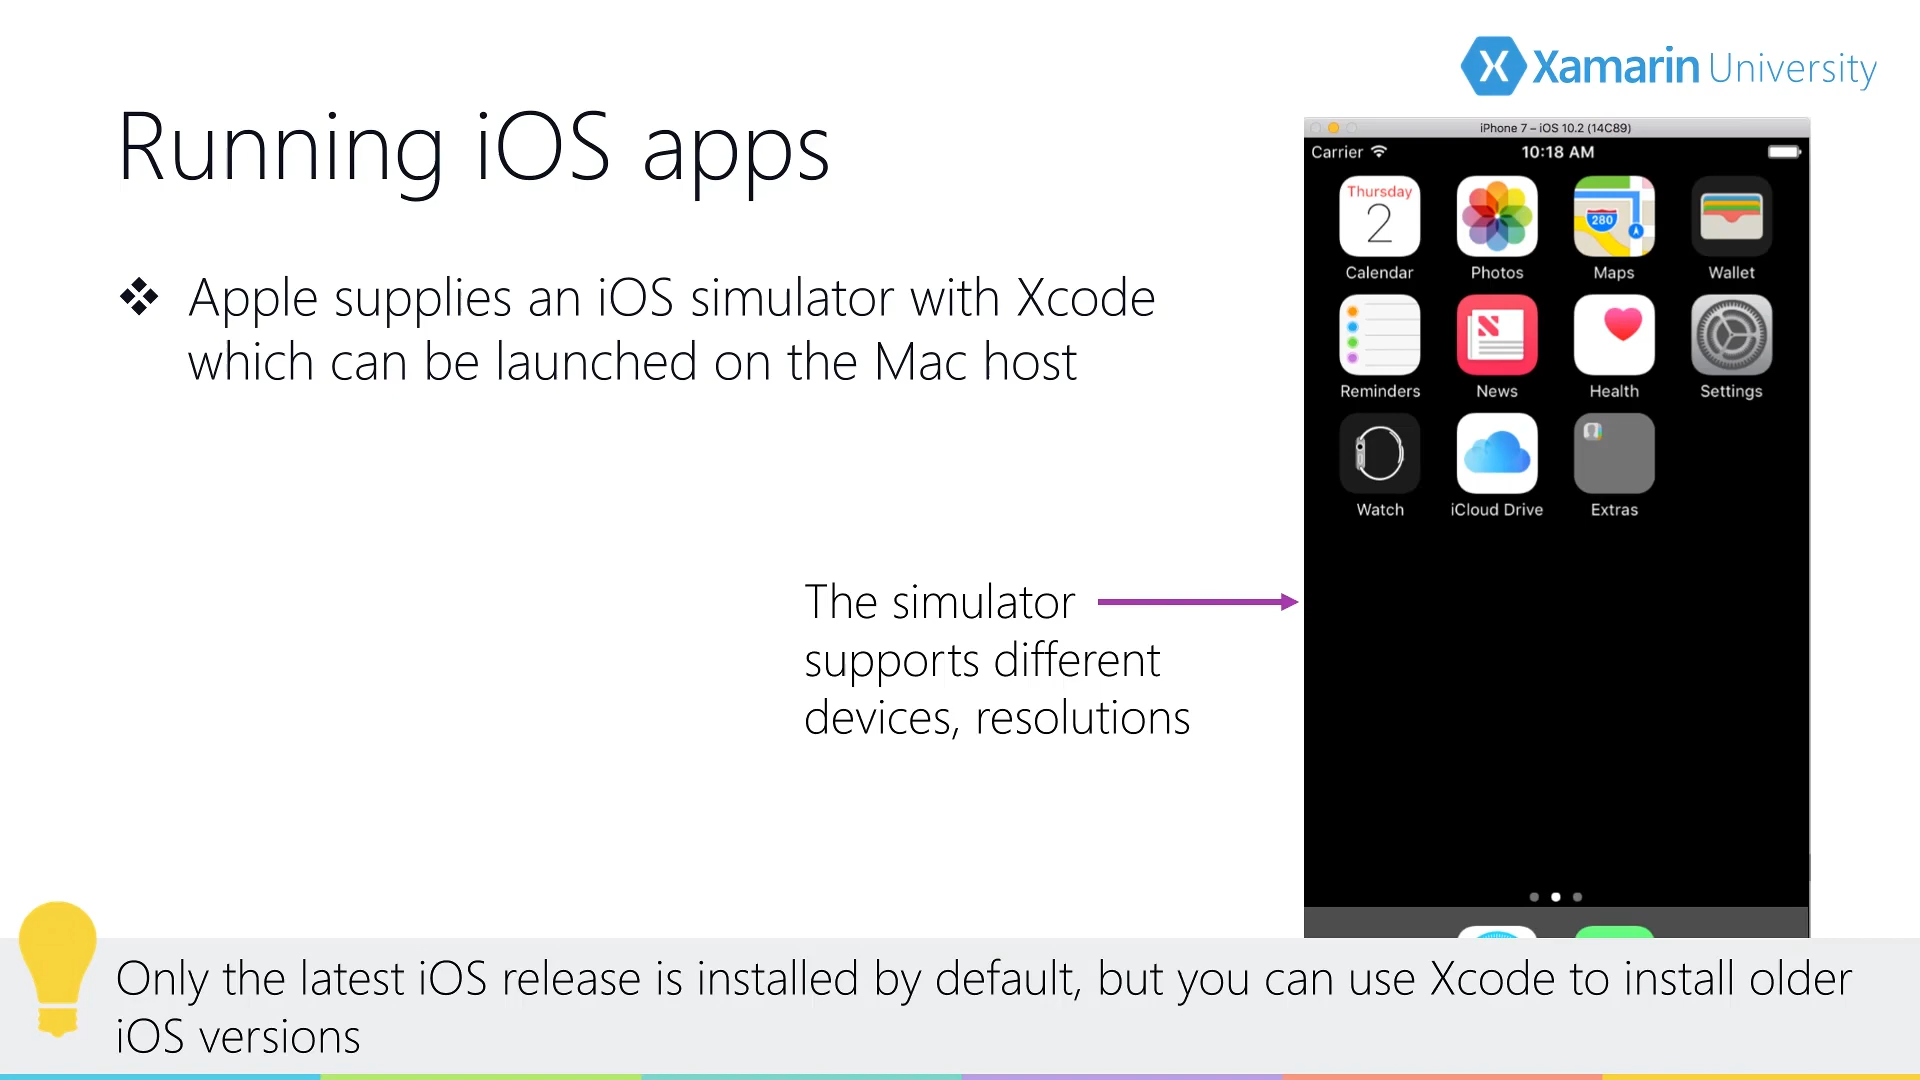 Xamarin University
Running iOS apps
❖ Apple supplies an iOS simulator with Xcode
which can be launched on the Mac host
The simulator
supports different
devices, resolutions
iPhone 7 – iOS 10.2 (14C89)
Carrier 10:18 AM
Thursday
2
280
Calendar Photos Maps Wallet
Reminders News Health Settings
Watch iCloud Drive Extras
Only the latest iOS release is installed by default, but you can use Xcode to install older
iOS versions